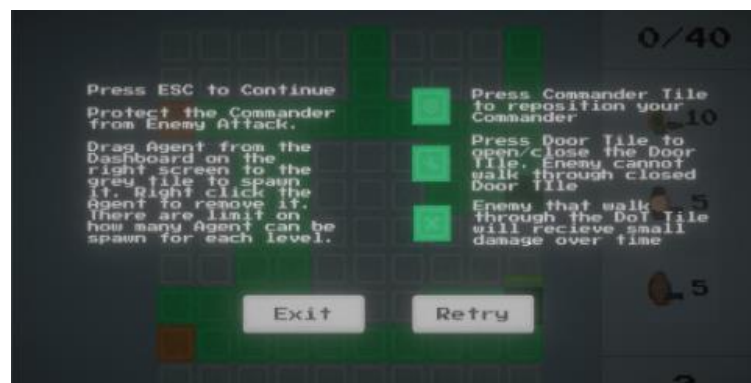 0/40
Press ESC to Continue
Protect the Commander
from Enemy Attack.
Drag Agent from the
Dashboard on the
right screen to the
grey tile to spawn
it. Right click the
Agent to remove it.
There are limit on
how many Agent can be
spawn for each level.
Press Commander Tile
to reposition your
Commander
Press Door Tile to
open/close the Door
TIle. Enemy cannot
walk through closed
Door TIle
Enemy that walk
through the DoT Tile
will recieve small
damage over time
10
5
5
Exit
Retry